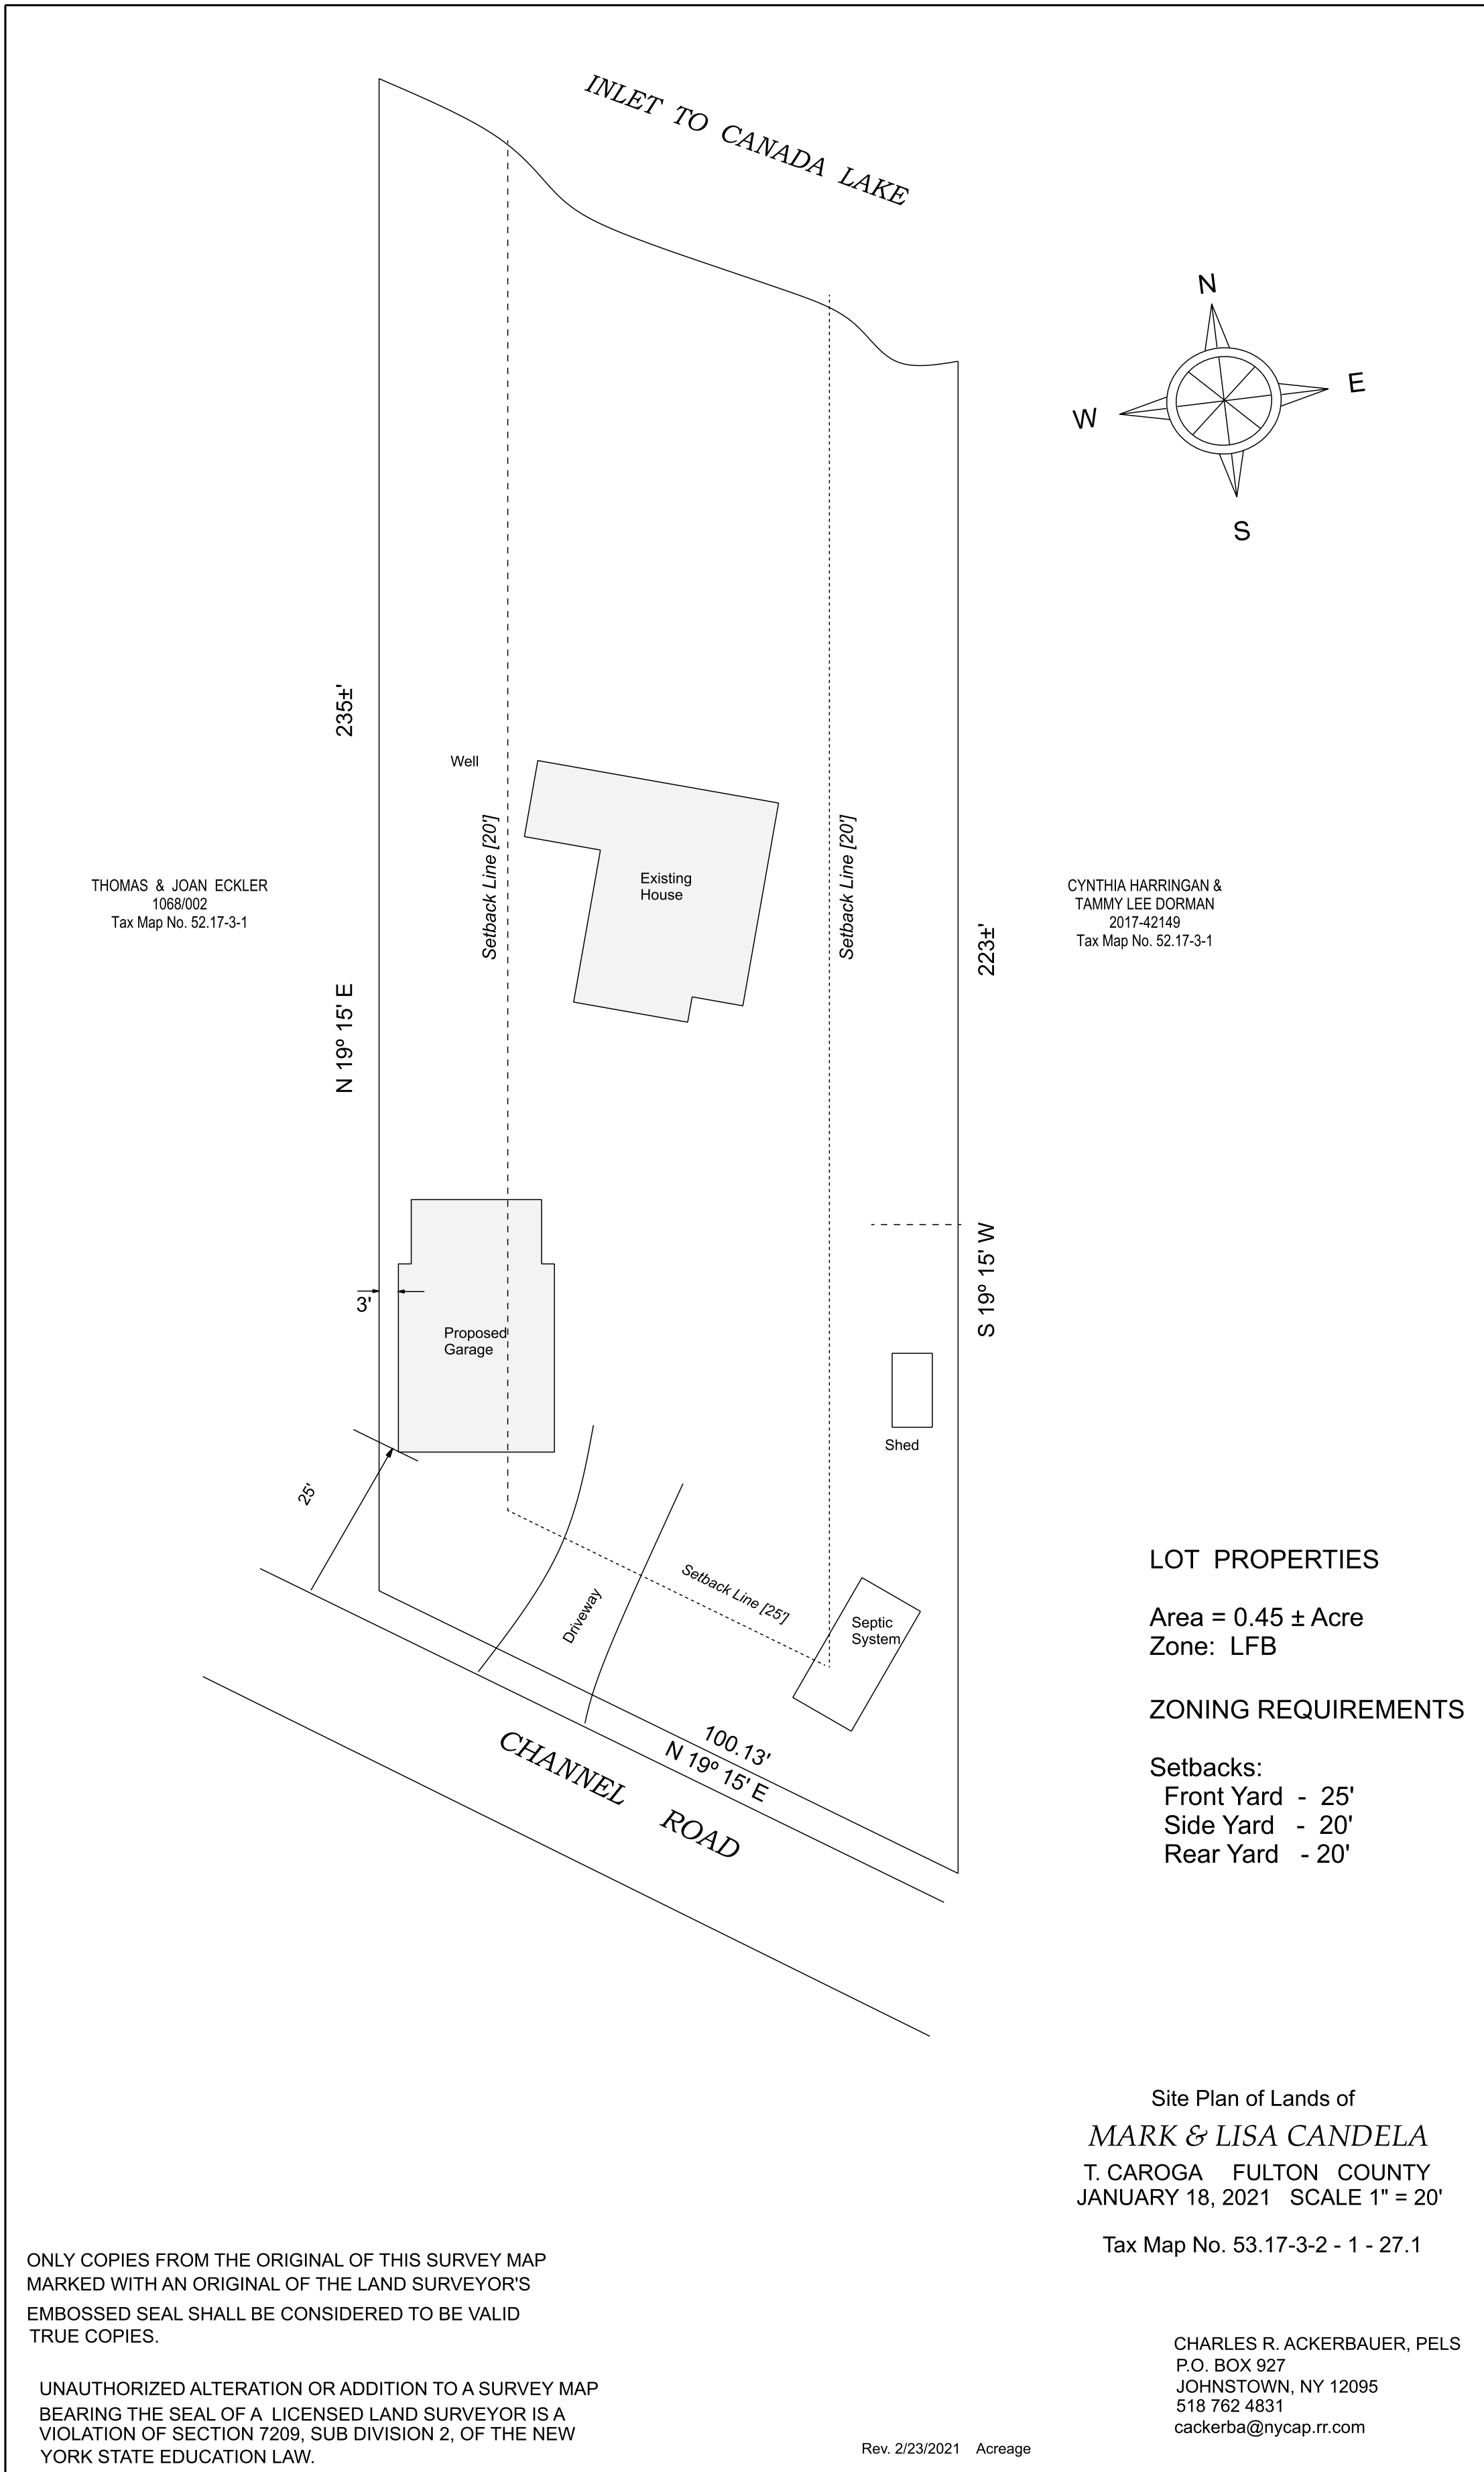 INLET TO CANADA LAKE
N
E
W
S
235±'
Well
Setback Line [20']
Setback Line [20']
Existing
House
THOMAS & JOAN ECKLER
1068/002
Tax Map No. 52.17-3-1
CYNTHIA HARRINGAN &
TAMMY LEE DORMAN
2017-42149
Tax Map No. 52.17-3-1
223±'
N 19º 15' E
S 19º 15' W
3'
Proposed
Garage
Shed
25'
Setback Line [25']
Driveway
Septic
System
100.13'
N 19º 15' E
CHANNEL ROAD
LOT PROPERTIES
Area = 0.45 ± Acre
Zone: LFB
ZONING REQUIREMENTS
Setbacks:
Front Yard - 25'
Side Yard - 20'
Rear Yard - 20'
Site Plan of Lands of
MARK & LISA CANDELA
T. CAROGA FULTON COUNTY
JANUARY 18, 2021 SCALE 1" = 20'
Tax Map No. 53.17-3-2 - 1 - 27.1
ONLY COPIES FROM THE ORIGINAL OF THIS SURVEY MAP
MARKED WITH AN ORIGINAL OF THE LAND SURVEYOR'S
EMBOSSED SEAL SHALL BE CONSIDERED TO BE VALID
TRUE COPIES.
UNAUTHORIZED ALTERATION OR ADDITION TO A SURVEY MAP
BEARING THE SEAL OF A LICENSED LAND SURVEYOR IS A
VIOLATION OF SECTION 7209, SUB DIVISION 2, OF THE NEW
YORK STATE EDUCATION LAW.
CHARLES R. ACKERBAUER, PELS
P.O. BOX 927
JOHNSTOWN, NY 12095
518 762 4831
cackerba@nycap.rr.com
Rev. 2/23/2021 Acreage